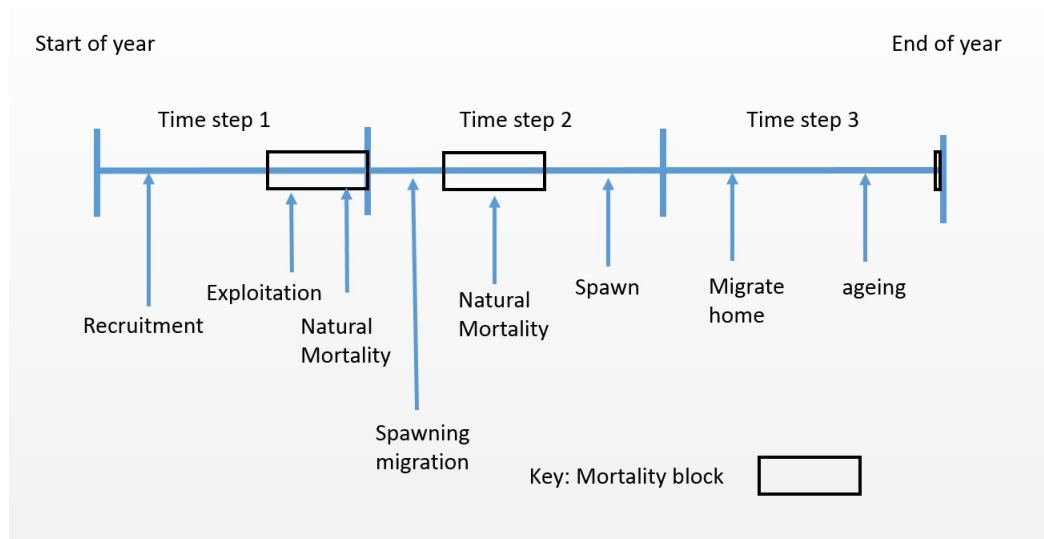 Start of year
End of year
Time step 1
Time step 2
Time step 3
Recruitment
Exploitation
Natural
Mortality
Spawning
migration
Natural
Mortality
Spawn
Migrate
home
ageing
Key: Mortality block